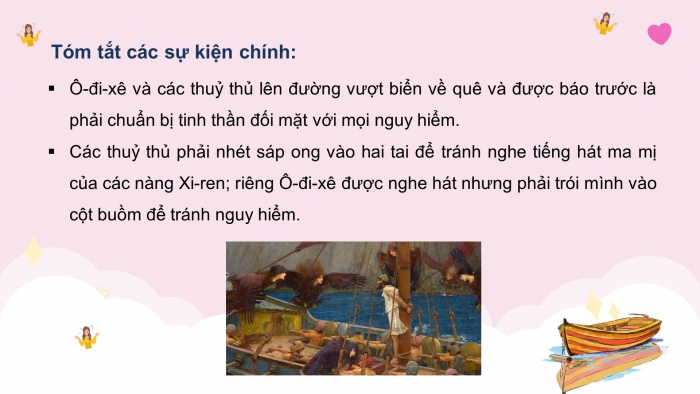 Tóm tắt các sự kiện chính:
▪ Ô-đi-xê và các thuỷ thủ lên đường vượt biển về quê và được báo trước là
phải chuẩn bị tinh thần đối mặt với mọi nguy hiểm.
▪ Các thuỷ thủ phải nhét sáp ong vào hai tai để tránh nghe tiếng hát ma mị
của các nàng Xi-ren; riêng Ô-đi-xê được nghe hát nhưng phải trói mình vào
cột buồm để tránh nguy hiểm.